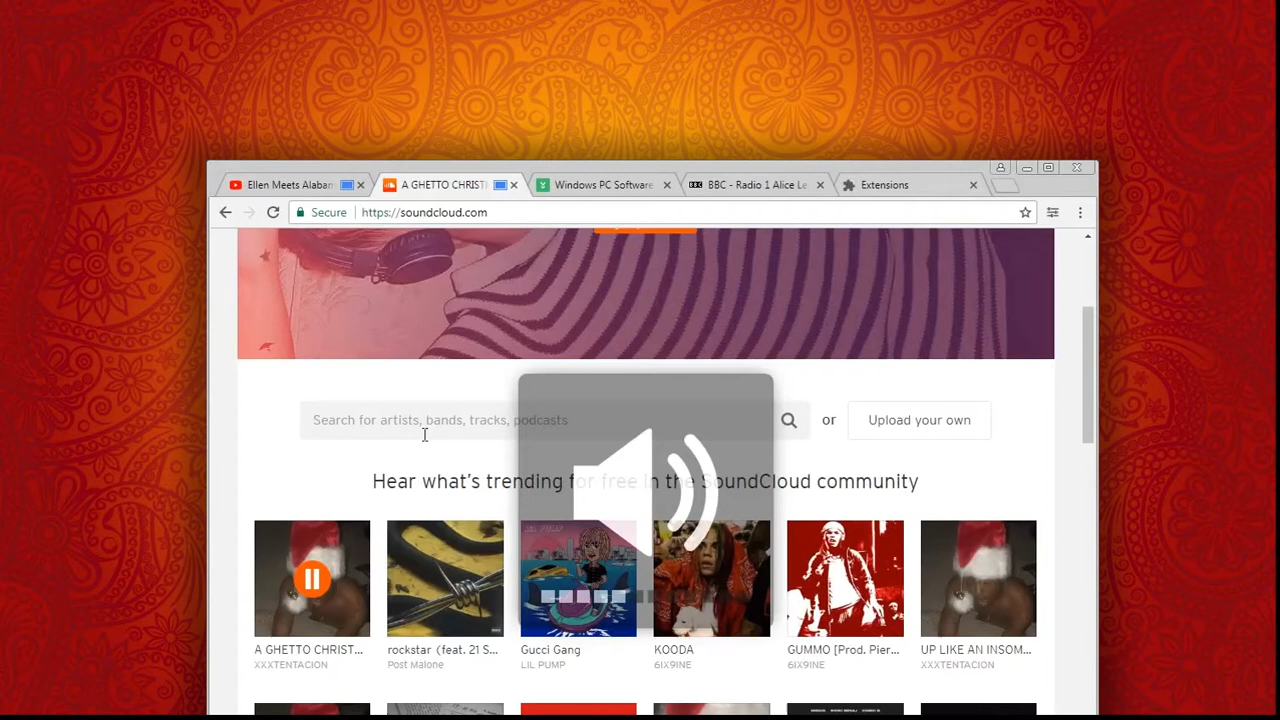 Ellen Meets Alaban
A GHETTO CHRIST
Windows PC Software
BBC - Radio 1 Alice Le
Extensions
Secure
https://soundcloud.com
Search for artists, bands, tracks, podcasts
or
Upload your own
Hear what's trending for free in the SoundCloud community
A GHETTO CHRIST...
rockstar (feat. 21 S...
Gucci Gang
KOODA
GUMMO [Prod. Pier...
UP LIKE AN INSOM...
XXXTENTACION
Post Malone
LIL PUMP
6IX9INE
6IX9INE
XXXTENTACION